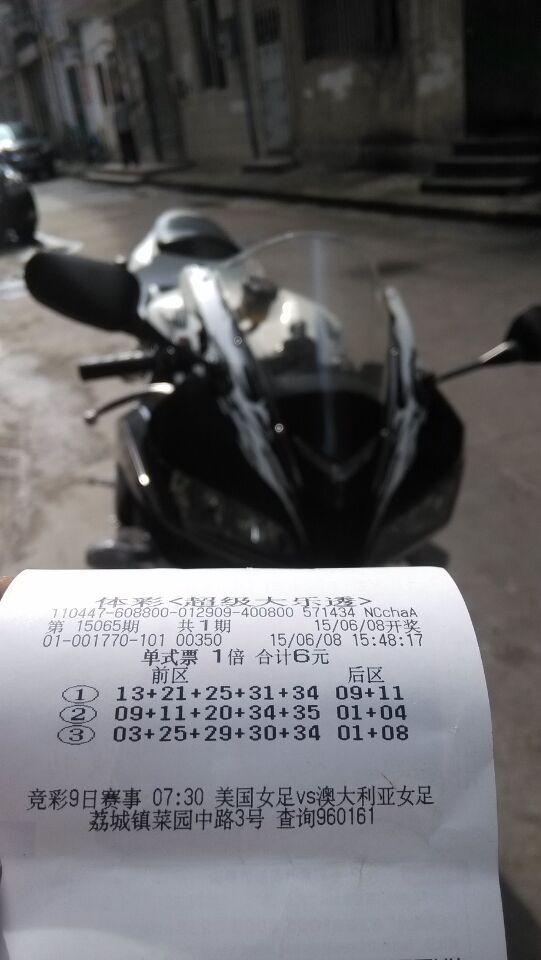 体彩<超级大乐透>
110447-608800-012909-400800 571434 NCchaA
第 15065期 共1期 15/06/08开奖
01-001770-101 00350 15/06/08 15:48:17
单式票 1倍 合计6元
前区 后区
① 13+21+25+31+34 09+11
② 09+11+20+34+35 01+04
③ 03+25+29+30+34 01+08
竞彩9日赛事 07:30 美国女足vs澳大利亚女足
荔城镇菜园中路3号 查询960161